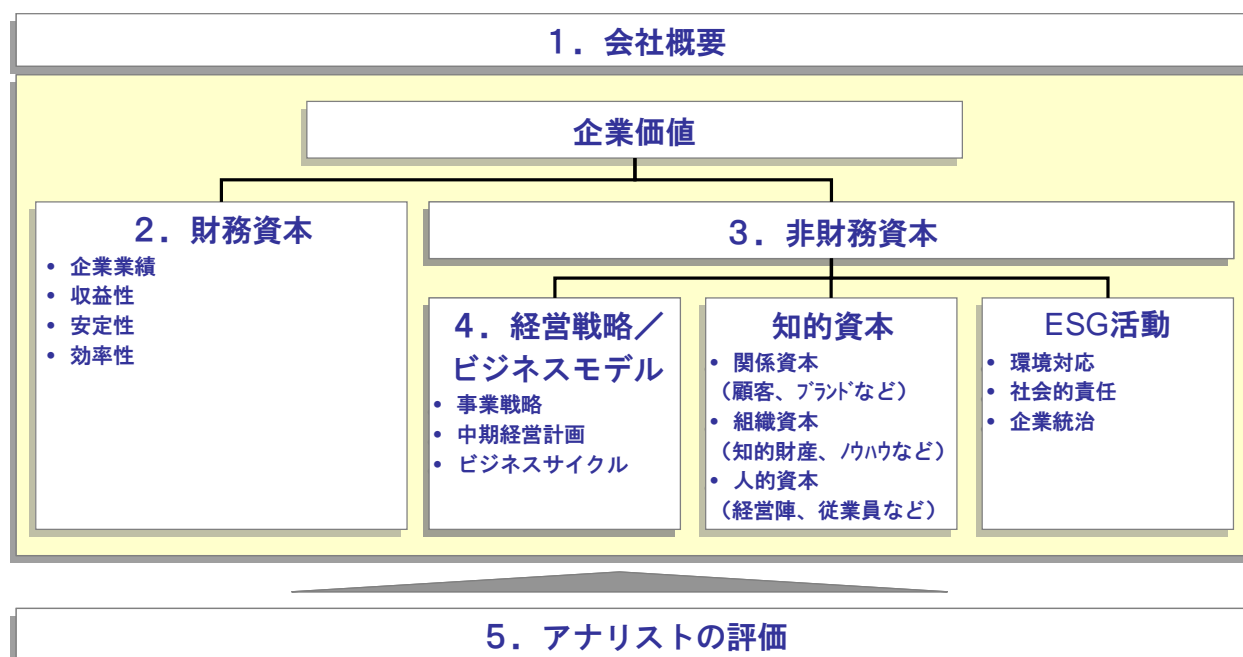 １．会社概要
企業価値
２．財務資本
• 企業業績
• 収益性
• 安定性
• 効率性
３．非財務資本
４．経営戦略／
ビジネスモデル
• 事業戦略
• 中期経営計画
• ビジネスサイクル
知的資本
• 関係資本
（顧客、ﾌﾞﾗﾝﾄﾞなど）
• 組織資本
（知的財産、ﾉｳﾊｳなど）
• 人的資本
（経営陣、従業員など）
ESG活動
• 環境対応
• 社会的責任
• 企業統治
５．アナリストの評価